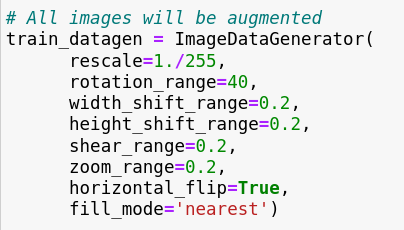 # All images will be augmented
train_datagen = ImageDataGenerator(
      rescale=1./255,
      rotation_range=40,
      width_shift_range=0.2,
      height_shift_range=0.2,
      shear_range=0.2,
      zoom_range=0.2,
      horizontal_flip=True,
      fill_mode='nearest')